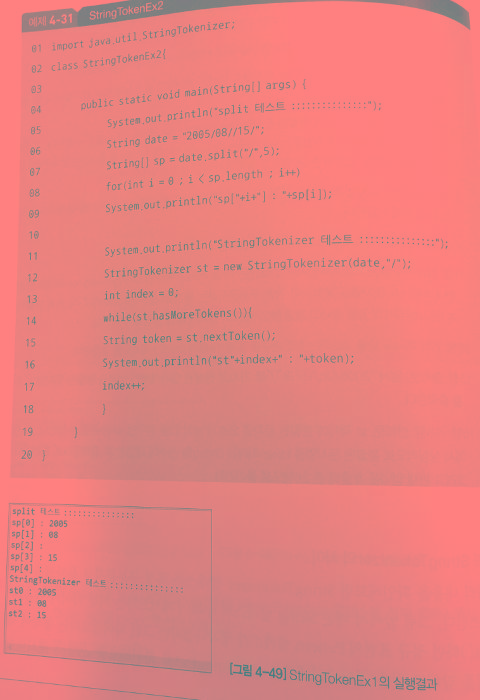 예제 4-31 StringTokenEx2
01 import java.util.StringTokenizer;
02 class StringTokenEx2{
03
04 public static void main(String[] args) {
05 System.out.println("split 테스트 :::::::::::::::");
06 String date = "2005/08//15/";
07 String[] sp = date.split("/",5);
08 for(int i = 0 ; i < sp.length ; i++)
09 System.out.println("sp["+i+"] : "+sp[i]);
10
11 System.out.println("StringTokenizer 테스트 :::::::::::::::");
12 StringTokenizer st = new StringTokenizer(date,"/");
13 int index = 0;
14 while(st.hasMoreTokens()){
15 String token = st.nextToken();
16 System.out.println("st"+index+" : "+token);
17 index++;
18 }
19 }
20 }
split 테스트 :::::::::::::::
sp[0] : 2005
sp[1] : 08
sp[2] :
sp[3] : 15
sp[4] :
StringTokenizer 테스트 :::::::::::::::
st0 : 2005
st1 : 08
st2 : 15
[그림 4-49] StringTokenEx1의 실행결과